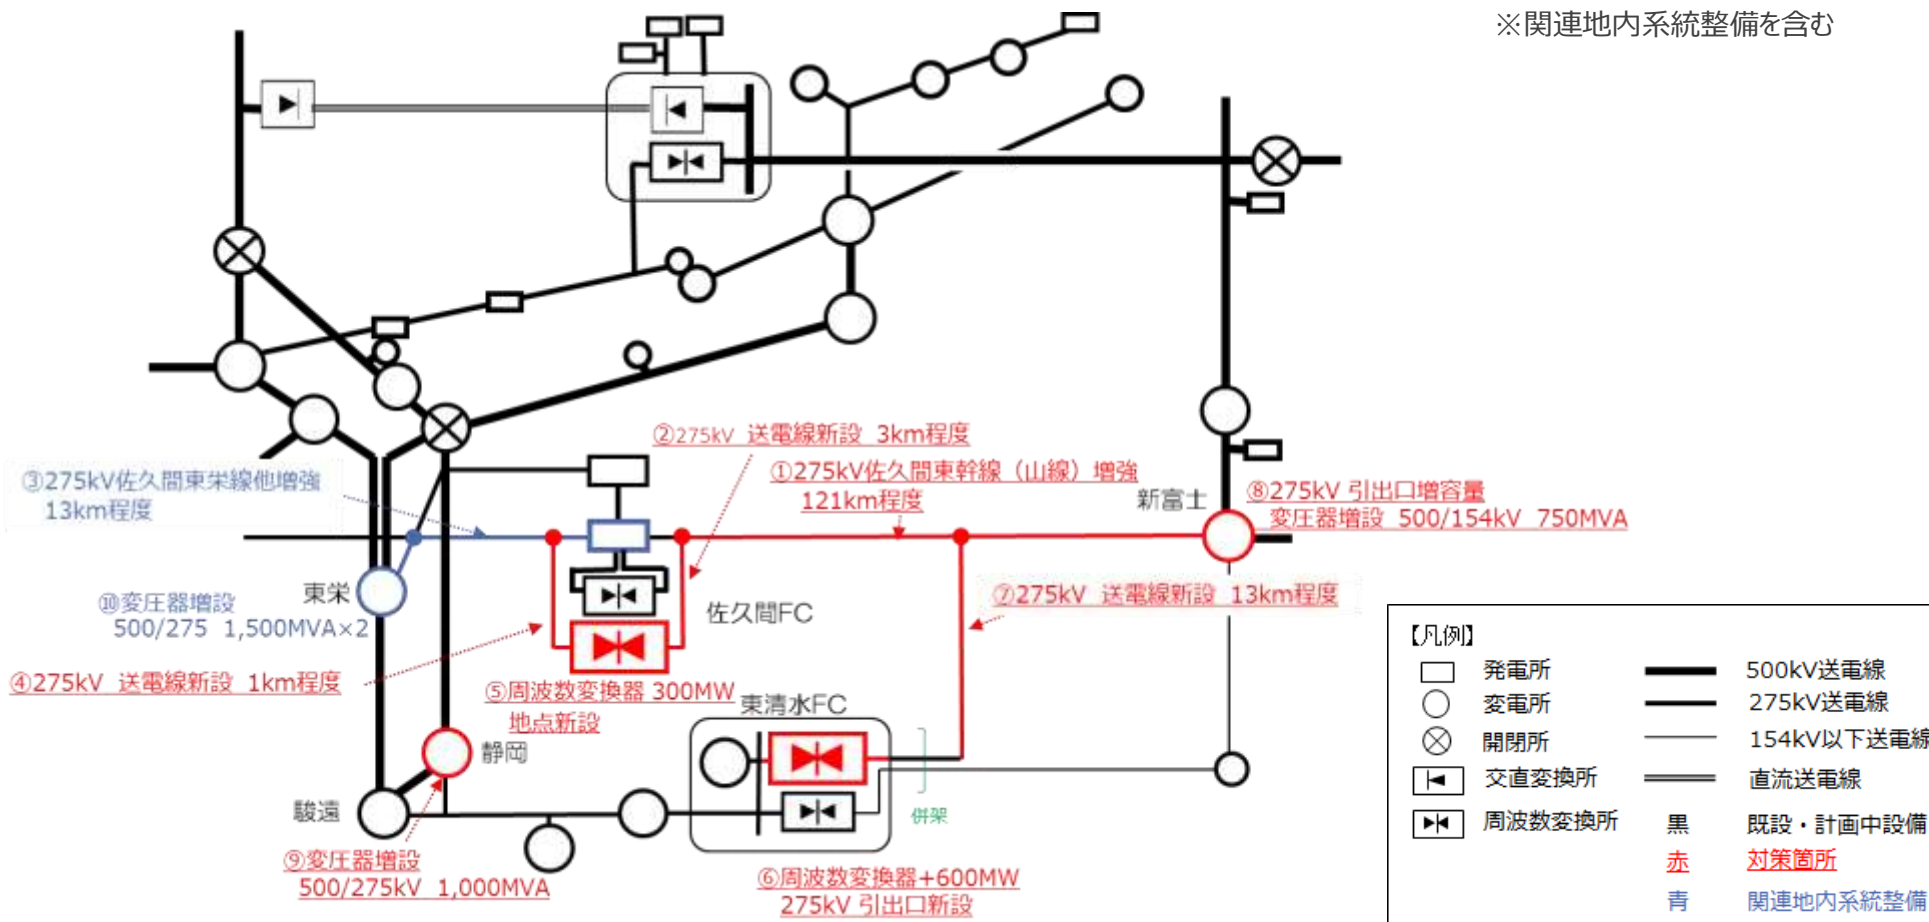 ※関連地内系統整備を含む
②275kV 送電線新設 3km程度
①275kV佐久間東幹線（山線）増強
121km程度
③275kV佐久間東栄線他増強
13km程度
新富士
⑧275kV 引出口増容量
変圧器増設 500/154kV 750MVA
東栄
⑩変圧器増設
500/275 1,500MVA×2
佐久間FC
⑦275kV 送電線新設 13km程度
④275kV 送電線新設 1km程度
⑤周波数変換器 300MW
地点新設
東清水FC
静岡
駿遠
併架
⑨変圧器増設
500/275kV 1,000MVA
⑥周波数変換器+600MW
275kV 引出口新設
【凡例】
発電所
500kV送電線
変電所
275kV送電線
開閉所
154kV以下送電線
交直変換所
直流送電線
周波数変換所
黒 既設・計画中設備
赤 対策箇所
青 関連地内系統整備